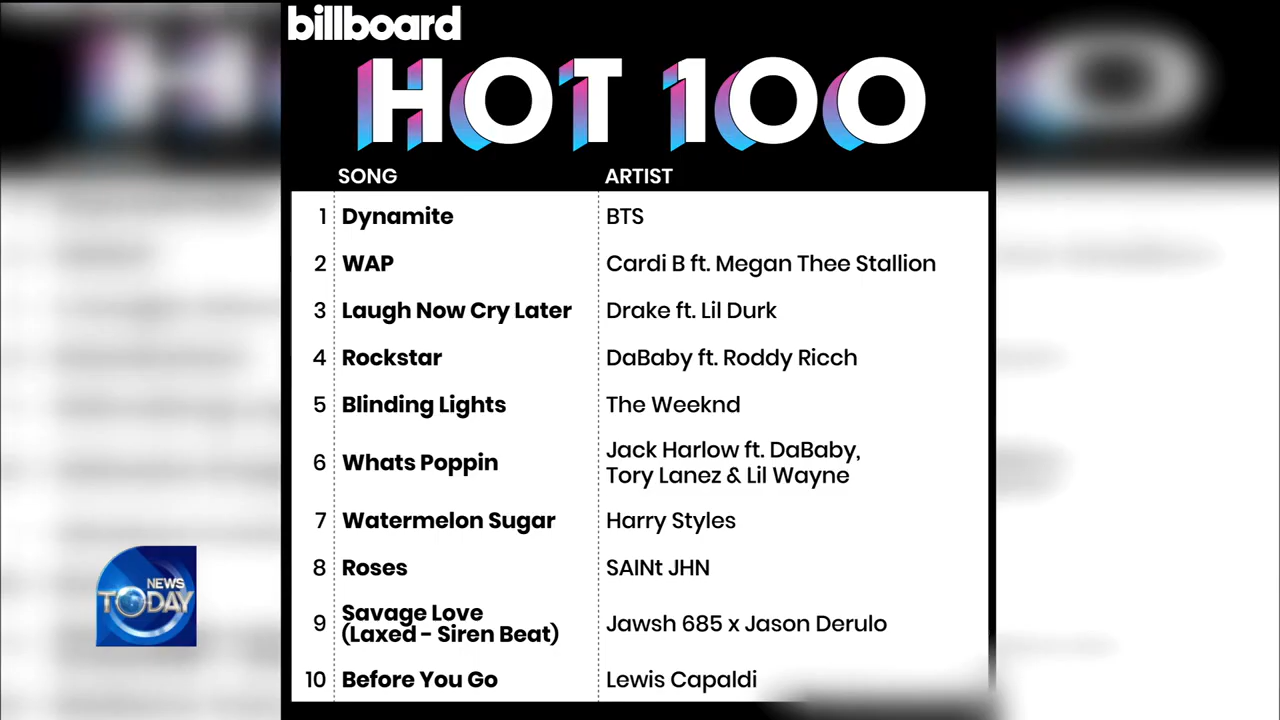 billboard
HOT 100
SONG ARTIST
1 Dynamite BTS
2 WAP Cardi B ft. Megan Thee Stallion
3 Laugh Now Cry Later Drake ft. Lil Durk
4 Rockstar DaBaby ft. Roddy Ricch
5 Blinding Lights The Weeknd
6 Whats Poppin Jack Harlow ft. DaBaby,
Tory Lanez & Lil Wayne
7 Watermelon Sugar Harry Styles
8 Roses SAINt JHN
9 Savage Love
(Laxed - Siren Beat) Jawsh 685 x Jason Derulo
10 Before You Go Lewis Capaldi
NEWS
TODAY